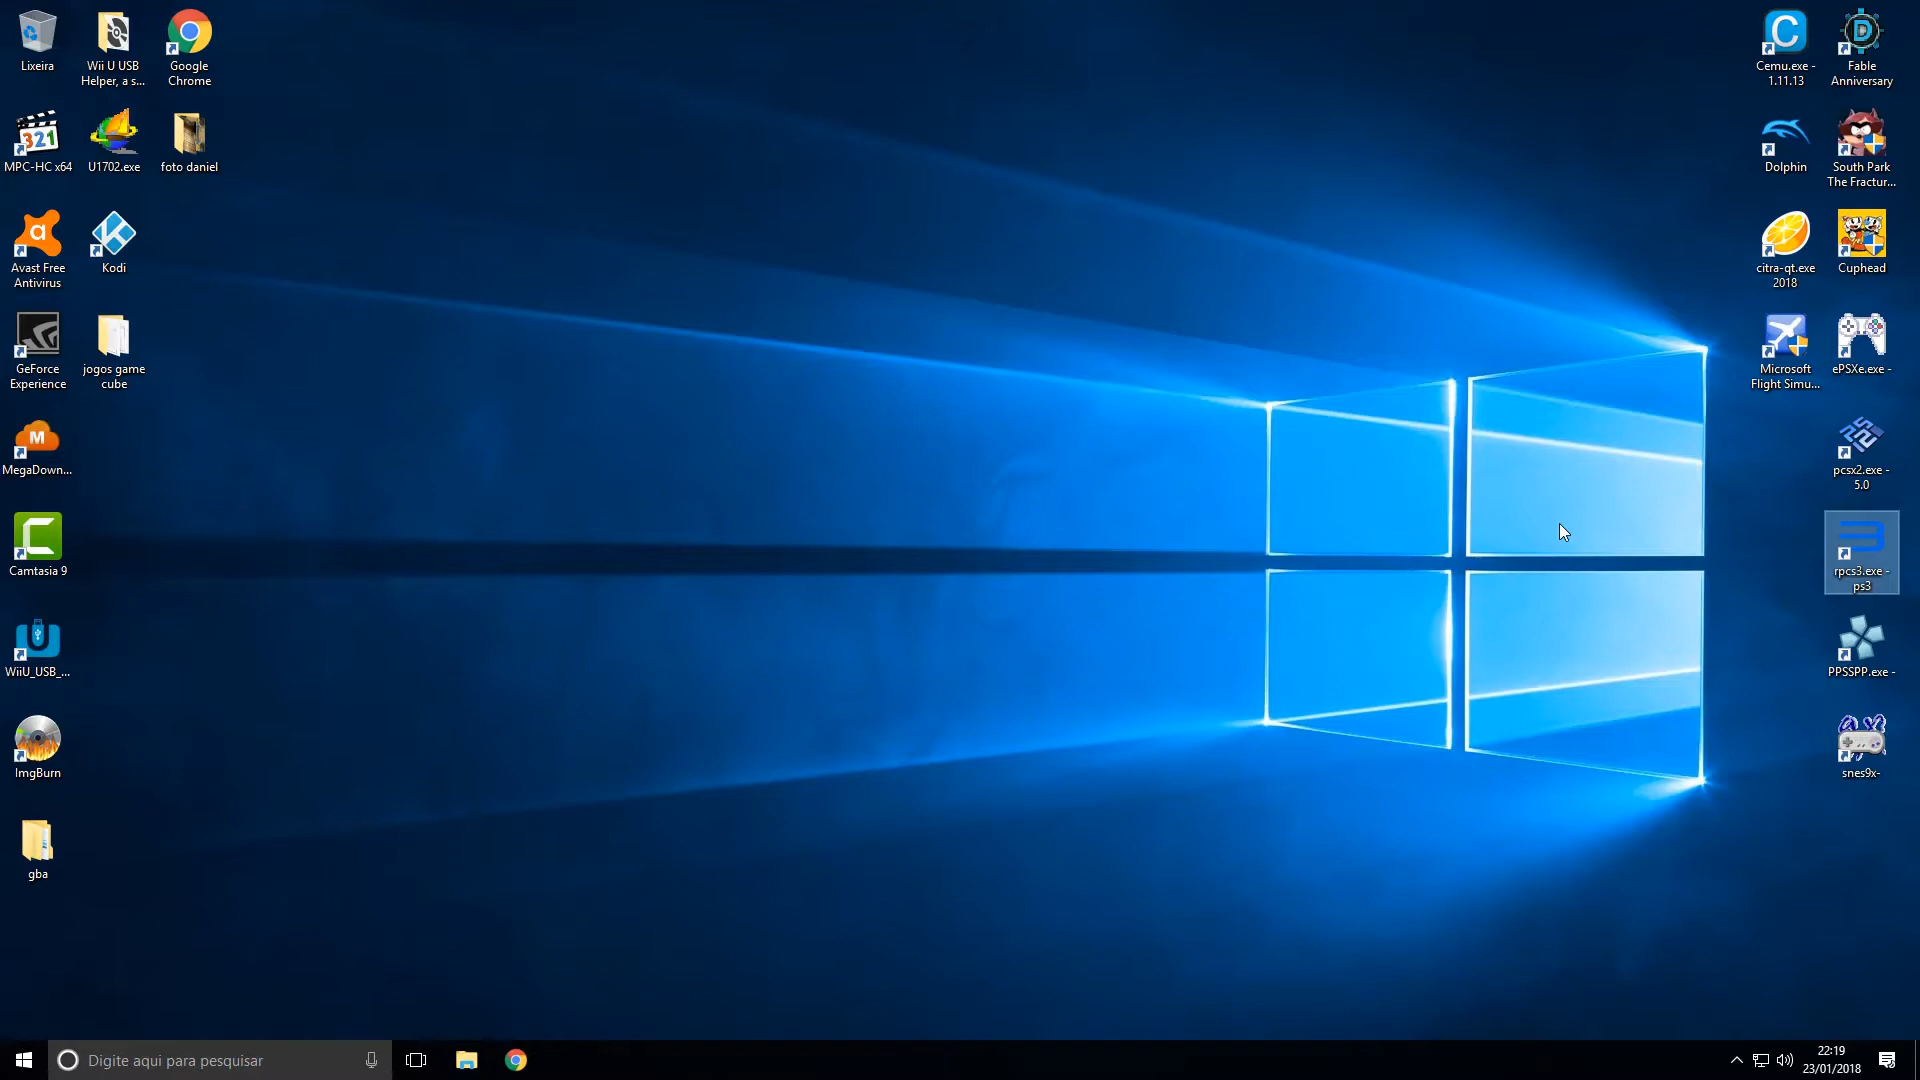 Lixeira
Wii U USB
Helper, a s...
Google
Chrome
Cemu.exe -
1.11.13
Fable
Anniversary
321
MPC-HC x64
U1702.exe
foto daniel
Dolphin
South Park
The Fractur...
Avast Free
Antivirus
Kodi
citra-qt.exe
2018
Cuphead
GeForce
Experience
jogos game
cube
Microsoft
Flight Simu...
ePSXe.exe -
MegaDown...
pcsx2.exe -
5.0
Camtasia 9
rpcs3.exe -
ps3
WiiU_USB_...
PPSSPP.exe -
ImgBurn
snes9x-
gba
Digite aqui para pesquisar
22:19
23/01/2018